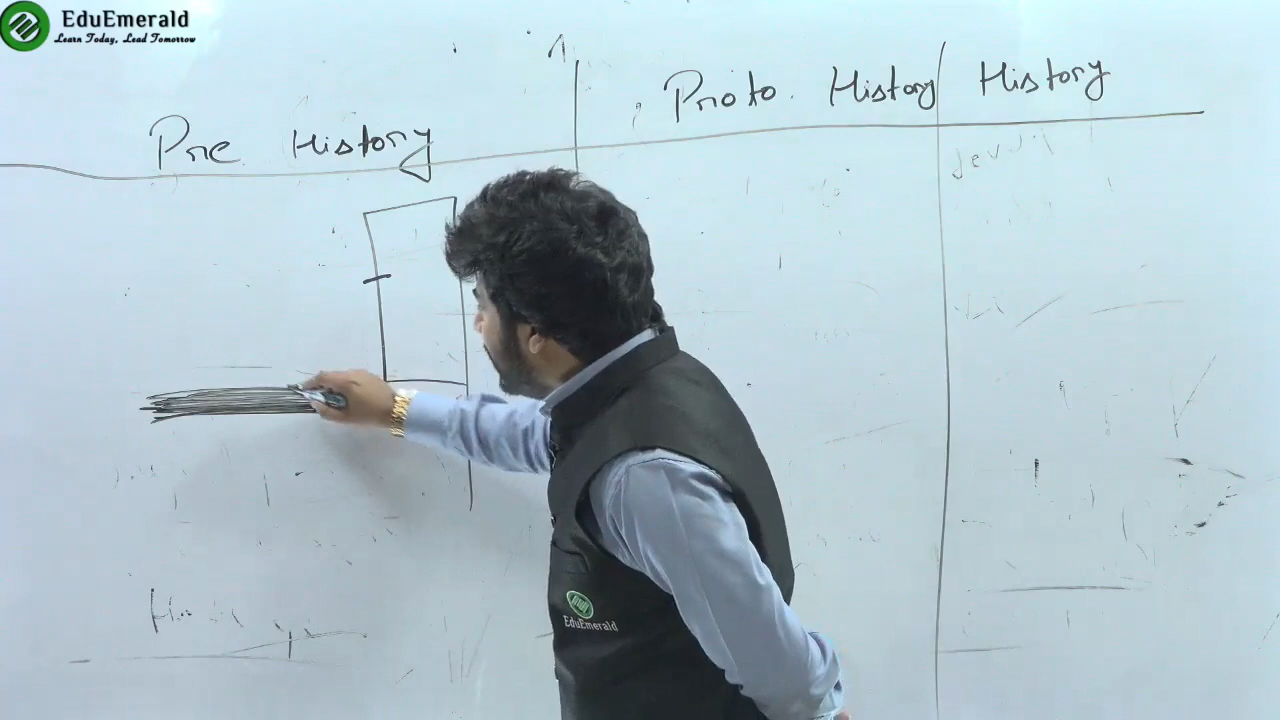 EduEmerald
Learn Today, Lead Tomorrow
Pre History
Proto History
History
EduEmerald